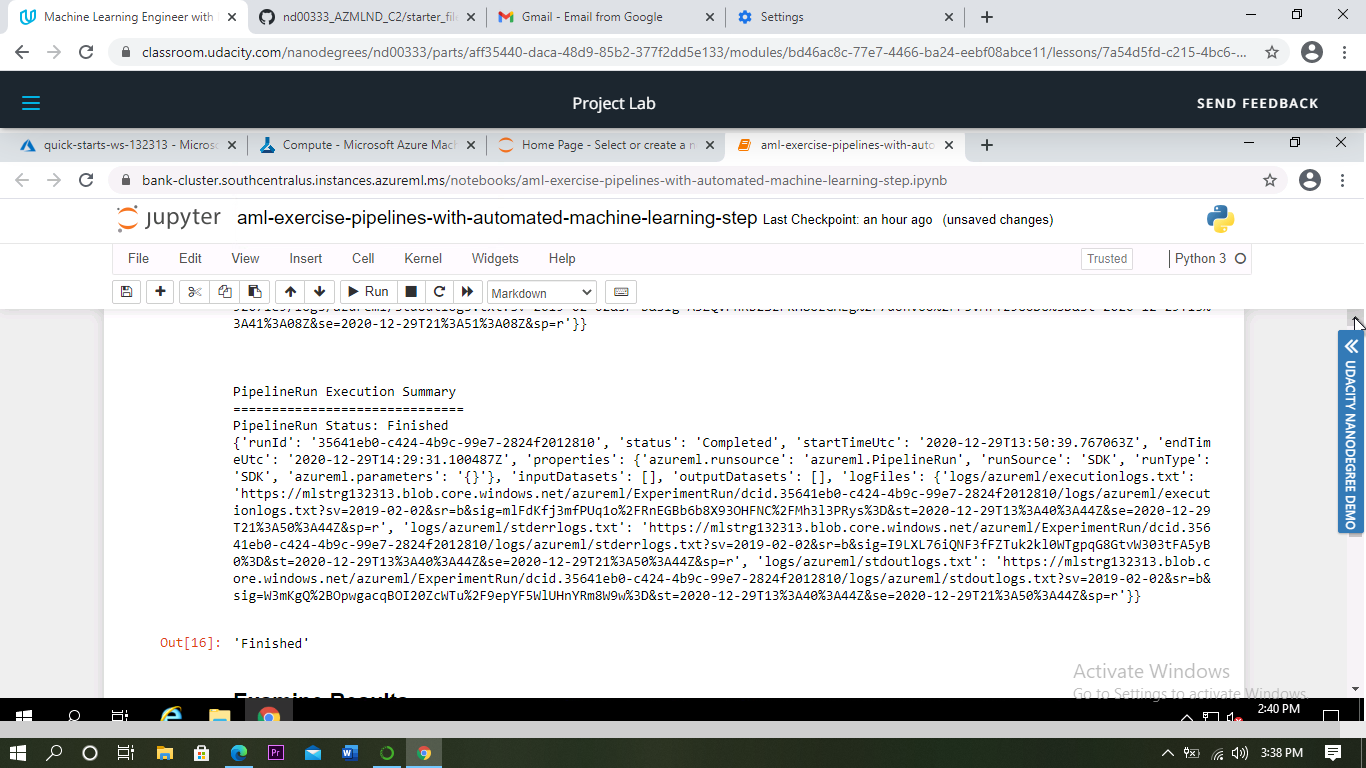 Machine Learning Engineer with
nd00333_AZMLND_C2/starter_fil
Gmail - Email from Google
Settings
classroom.udacity.com/nanodegrees/nd00333/parts/aff35440-daca-48d9-85b2-377f2dd5e133/modules/bd46ac8c-77e7-4466-ba24-eebf08abce11/lessons/7a54d5fd-c215-4bc6-...
Project Lab
SEND FEEDBACK
quick-starts-ws-132313 - Micros
Compute - Microsoft Azure Mac
Home Page - Select or create a n
aml-exercise-pipelines-with-auto
bank-cluster.southcentralus.instances.azureml.ms/notebooks/aml-exercise-pipelines-with-automated-machine-learning-step.ipynb
jupyter aml-exercise-pipelines-with-automated-machine-learning-step Last Checkpoint: an hour ago (unsaved changes)
File Edit View Insert Cell Kernel Widgets Help Trusted Python 3
Run Markdown
3A41%3A08Z&se=2020-12-29T21%3A51%3A08Z&sp=r'}}
PipelineRun Execution Summary
==============================
PipelineRun Status: Finished
{'runId': '35641eb0-c424-4b9c-99e7-2824f2012810', 'status': 'Completed', 'startTimeUtc': '2020-12-29T13:50:39.767063Z', 'endTim
eUtc': '2020-12-29T14:29:31.100487Z', 'properties': {'azureml.runsource': 'azureml.PipelineRun', 'runSource': 'SDK', 'runType':
'SDK', 'azureml.parameters': '{}'}, 'inputDatasets': [], 'outputDatasets': [], 'logFiles': {'logs/azureml/executionlogs.txt':
'https://mlstrg132313.blob.core.windows.net/azureml/ExperimentRun/dcid.35641eb0-c424-4b9c-99e7-2824f2012810/logs/azureml/execut
ionlogs.txt?sv=2019-02-02&sr=b&sig=mlFdKfj3mfPUq1o%2FRnEGBb6b8X93OHFNC%2FMh3l3PRys%3D&st=2020-12-29T13%3A40%3A44Z&se=2020-12-29
T21%3A50%3A44Z&sp=r', 'logs/azureml/stderrlogs.txt': 'https://mlstrg132313.blob.core.windows.net/azureml/ExperimentRun/dcid.356
41eb0-c424-4b9c-99e7-2824f2012810/logs/azureml/stderrlogs.txt?sv=2019-02-02&sr=b&sig=I9LXL76iQNF3fFZTuk2kl0WTgpqG8GtvW303tFA5yB
0%3D&st=2020-12-29T13%3A40%3A44Z&se=2020-12-29T21%3A50%3A44Z&sp=r', 'logs/azureml/stdoutlogs.txt': 'https://mlstrg132313.blob.c
ore.windows.net/azureml/ExperimentRun/dcid.35641eb0-c424-4b9c-99e7-2824f2012810/logs/azureml/stdoutlogs.txt?sv=2019-02-02&sr=b&
sig=W3mKgQ%2BOpwgacqBOI20ZcWTu%2F9epYF5WlUHnYRm8W9w%3D&st=2020-12-29T13%3A40%3A44Z&se=2020-12-29T21%3A50%3A44Z&sp=r'}}
Out[16]: 'Finished'
Examine Results
UDACITY NANODEGREE DEMO
Activate Windows
Go to Settings to activate Windows.
2:40 PM
3:38 PM